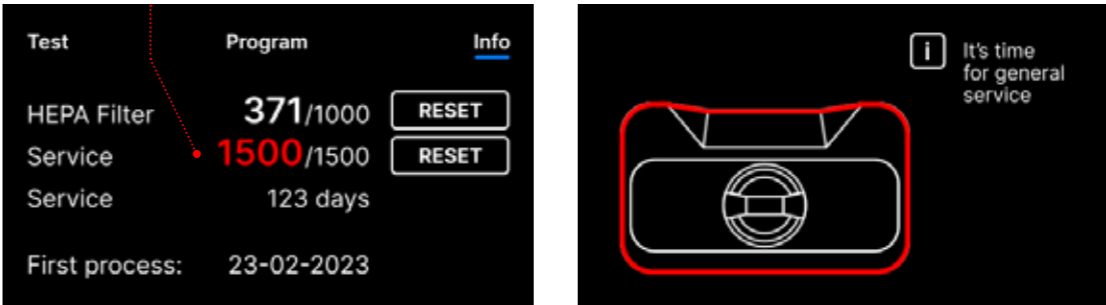 Test Program Info
HEPA Filter 371/1000 RESET
Service 1500/1500 RESET
Service 123 days
First process: 23-02-2023
i It's time
for general
service